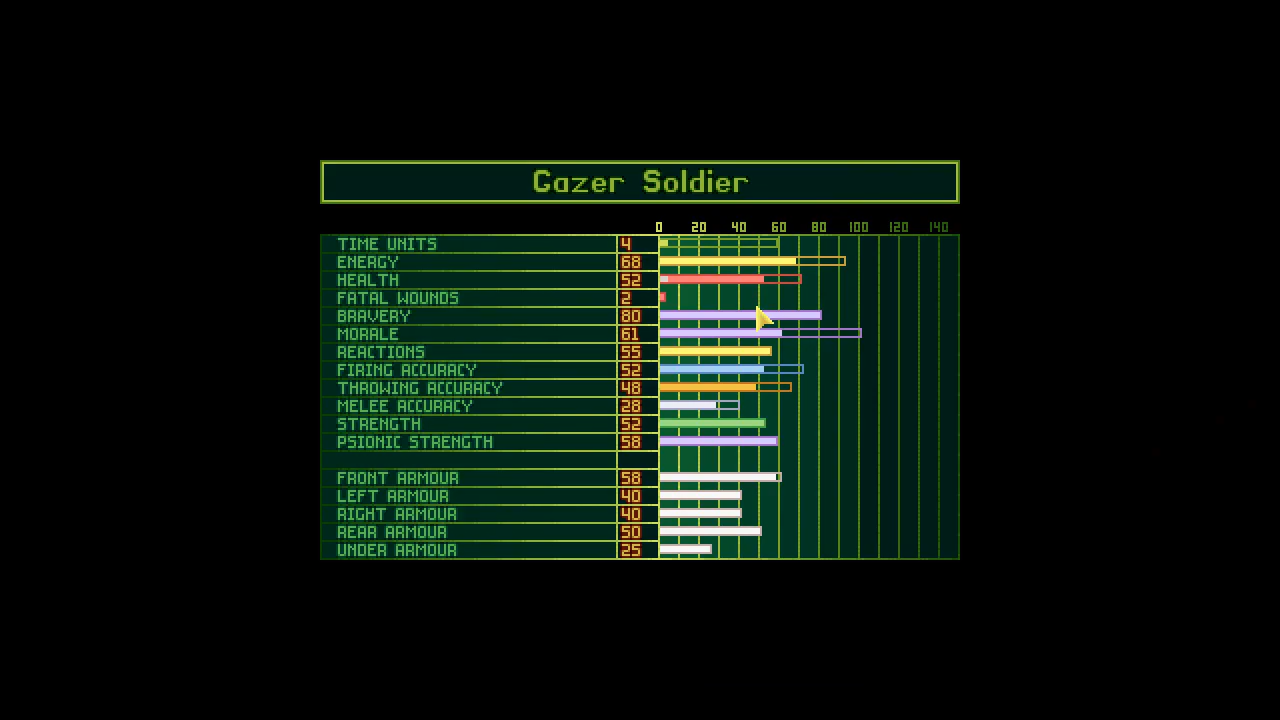 Gazer Soldier
0 20 40 60 80 100 120 140
TIME UNITS 4
ENERGY 68
HEALTH 52
FATAL WOUNDS 2
BRAVERY 80
MORALE 61
REACTIONS 55
FIRING ACCURACY 52
THROWING ACCURACY 48
MELEE ACCURACY 28
STRENGTH 52
PSIONIC STRENGTH 58
FRONT ARMOUR 58
LEFT ARMOUR 40
RIGHT ARMOUR 40
REAR ARMOUR 50
UNDER ARMOUR 25